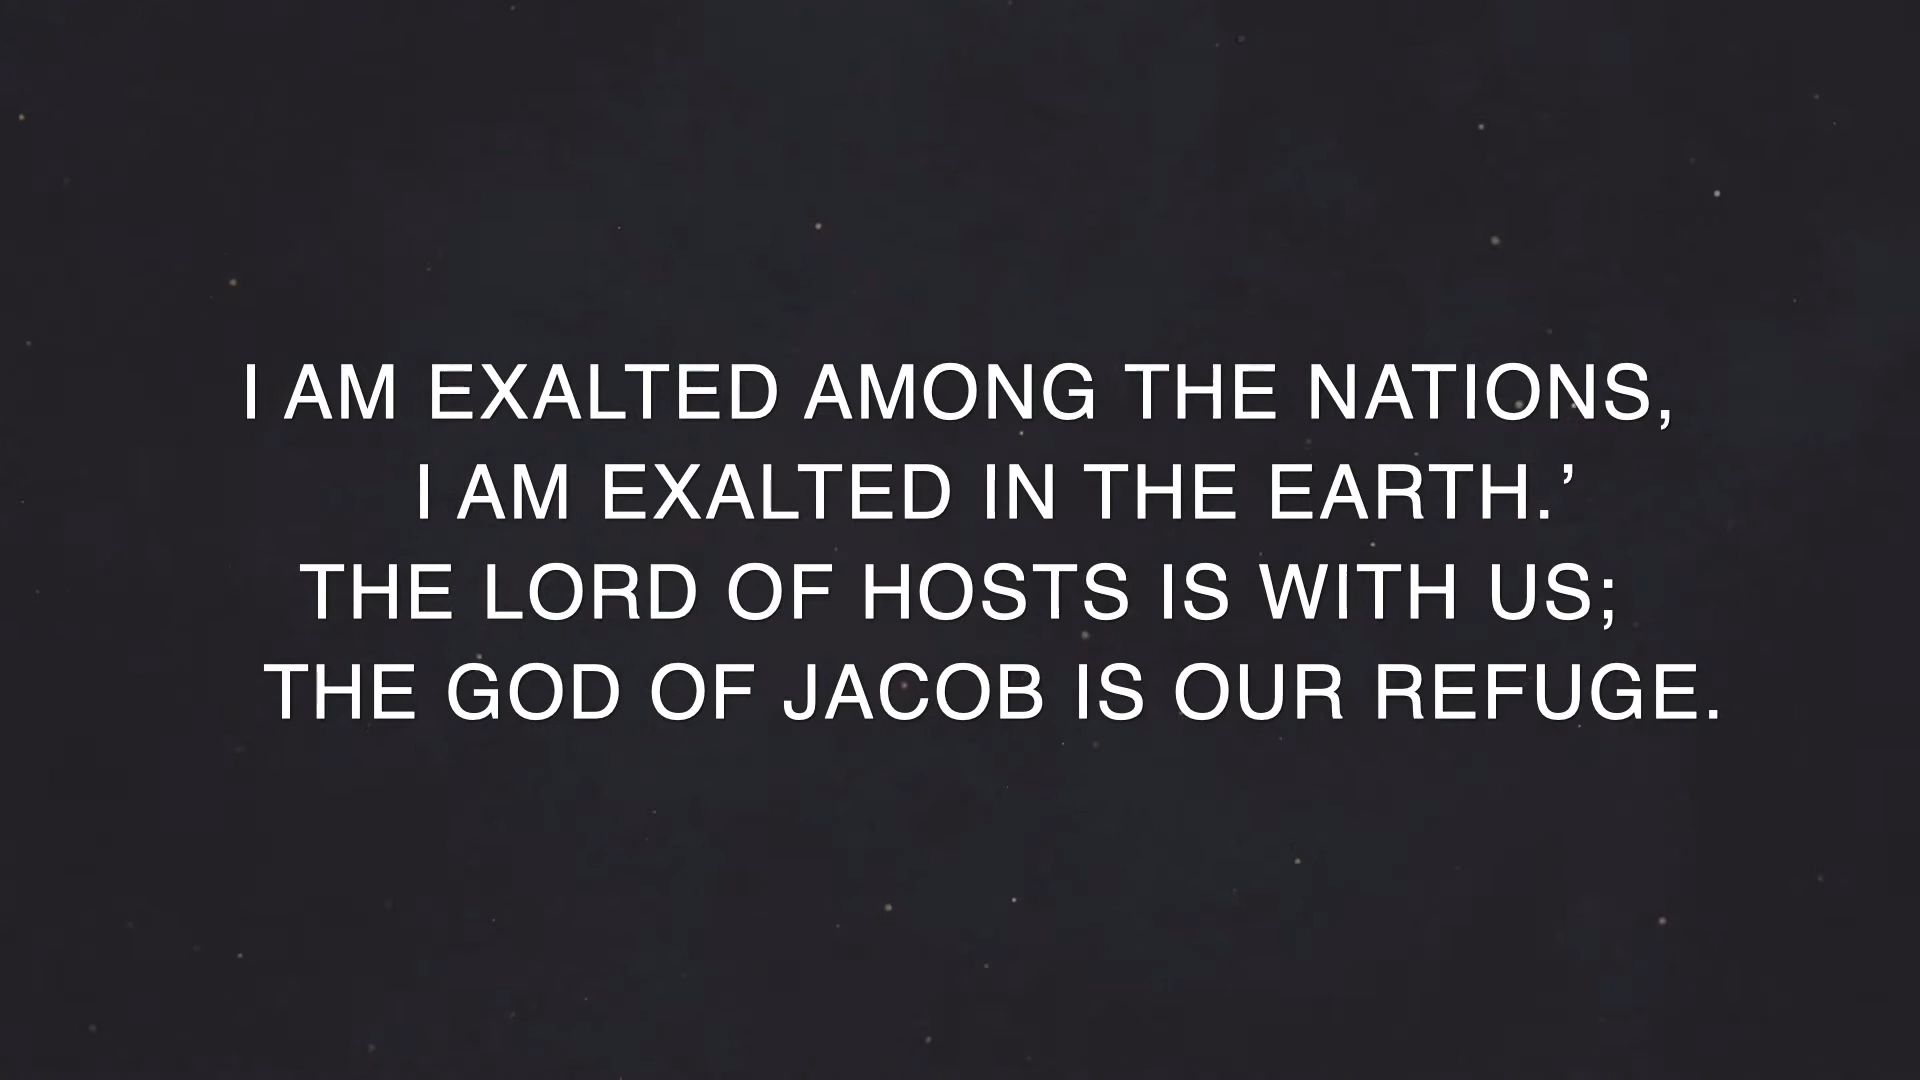 I AM EXALTED AMONG THE NATIONS,
I AM EXALTED IN THE EARTH.’
THE LORD OF HOSTS IS WITH US;
THE GOD OF JACOB IS OUR REFUGE.